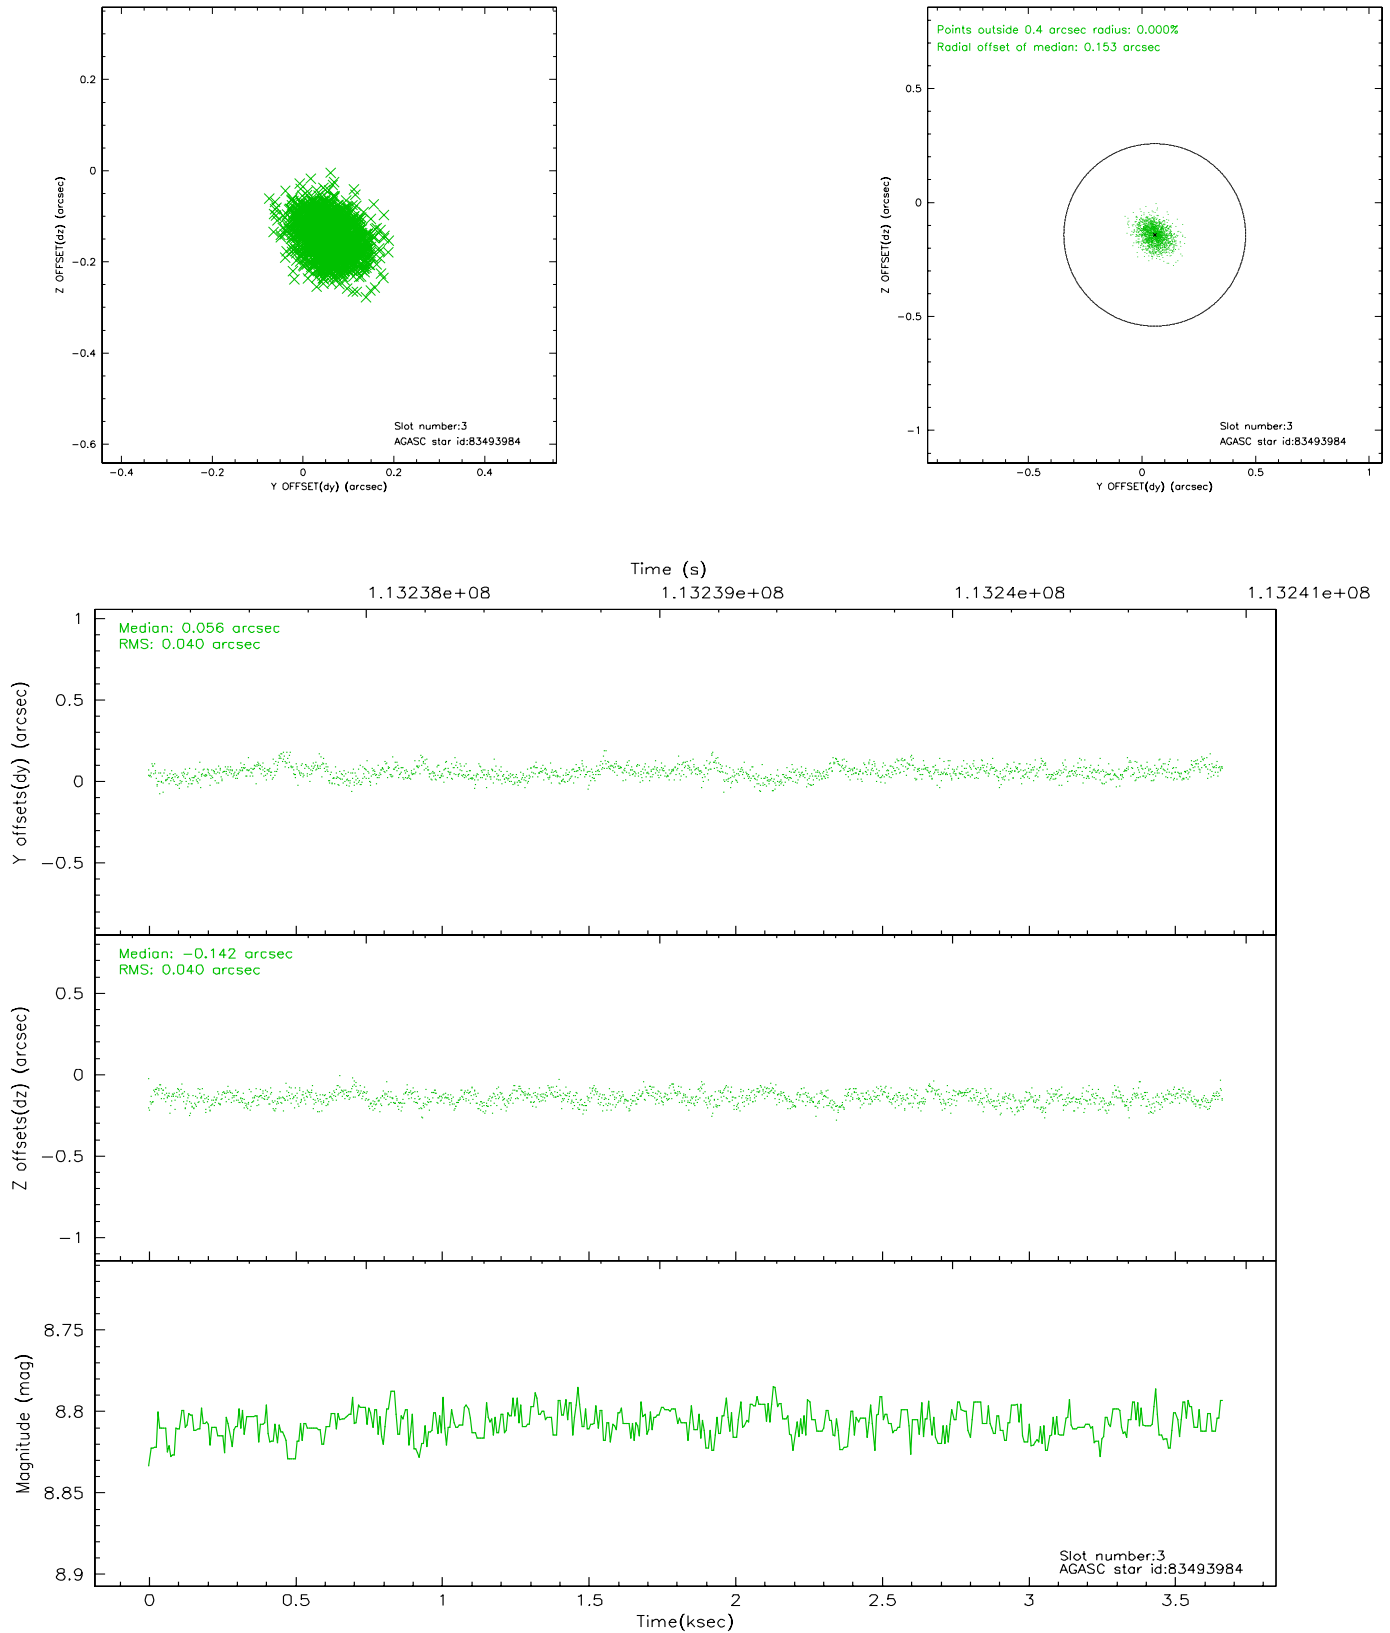 0.2
0
−0.2
−0.4
−0.6
Z OFFSET(dz) (arcsec)
−0.4 −0.2 0 0.2 0.4
Y OFFSET(dy) (arcsec)
Slot number:3
AGASC star id:83493984
Points outside 0.4 arcsec radius: 0.000%
Radial offset of median: 0.153 arcsec
0.5
0
−0.5
−1
Z OFFSET(dz) (arcsec)
−0.5 0 0.5 1
Y OFFSET(dy) (arcsec)
Slot number:3
AGASC star id:83493984
Time (s)
1.13238e+08 1.13239e+08 1.1324e+08 1.13241e+08
Median: 0.056 arcsec
RMS: 0.040 arcsec
1
0.5
0
−0.5
Y offsets(dy) (arcsec)
Median: −0.142 arcsec
RMS: 0.040 arcsec
0.5
0
−0.5
−1
Z offsets(dz) (arcsec)
8.75
8.8
8.85
8.9
Magnitude (mag)
Slot number:3
AGASC star id:83493984
0 0.5 1 1.5 2 2.5 3 3.5
Time(ksec)